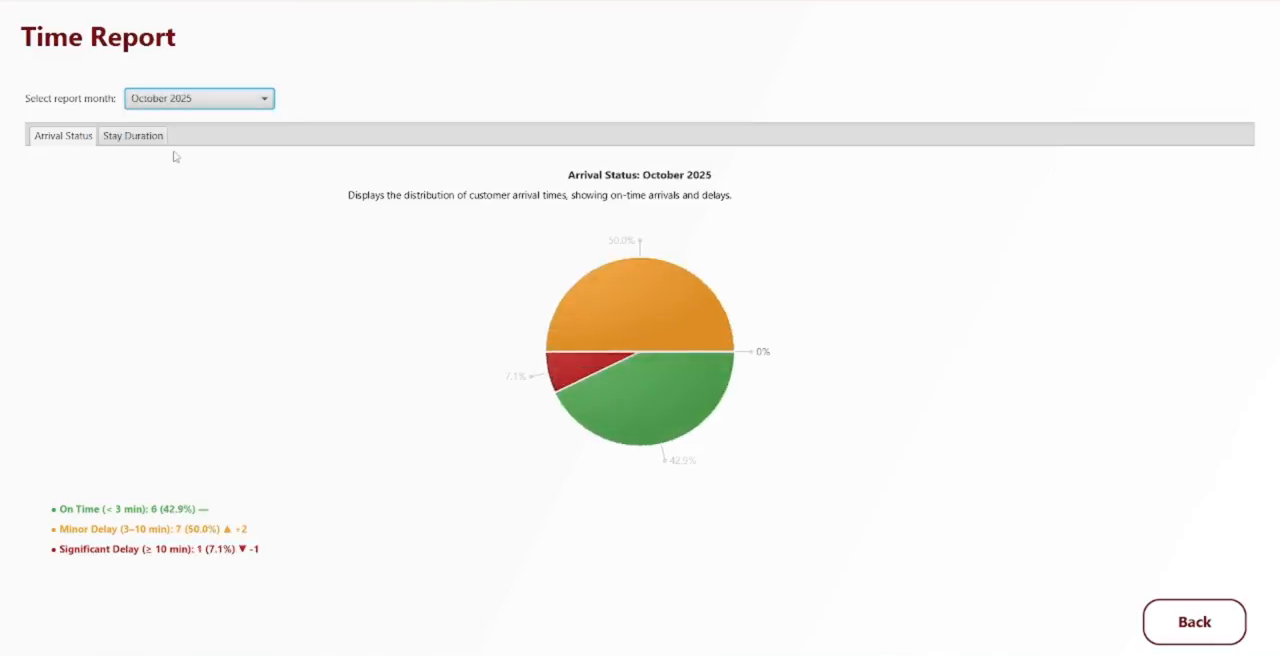 Time Report
Select report month: October 2025
Arrival Status Stay Duration
Arrival Status: October 2025
Displays the distribution of customer arrival times, showing on-time arrivals and delays.
50.0%
0%
7.1%
42.9%
• On Time (< 3 min): 6 (42.9%) —
• Minor Delay (3–10 min): 7 (50.0%) ▲ +2
• Significant Delay (≥ 10 min): 1 (7.1%) ▼ -1
Back